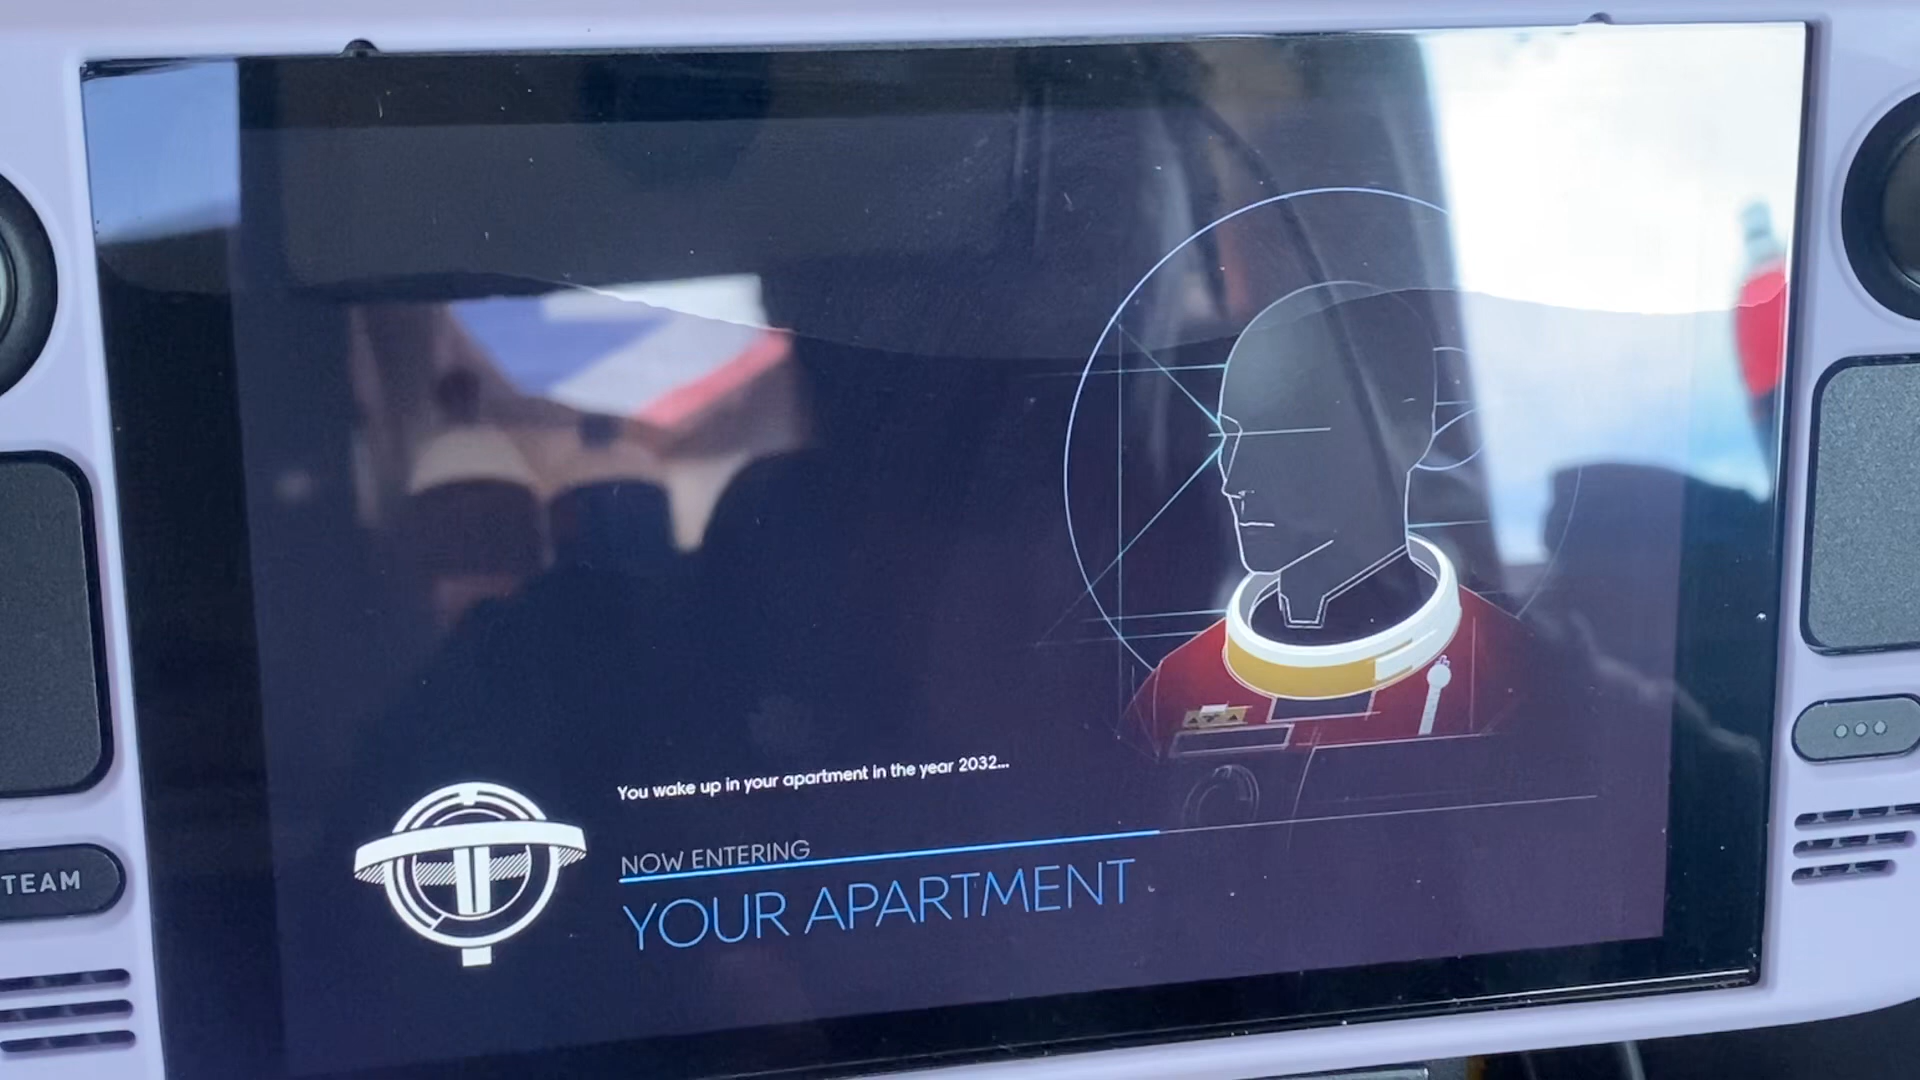 You wake up in your apartment in the year 2032...
NOW ENTERING
YOUR APARTMENT
TEAM